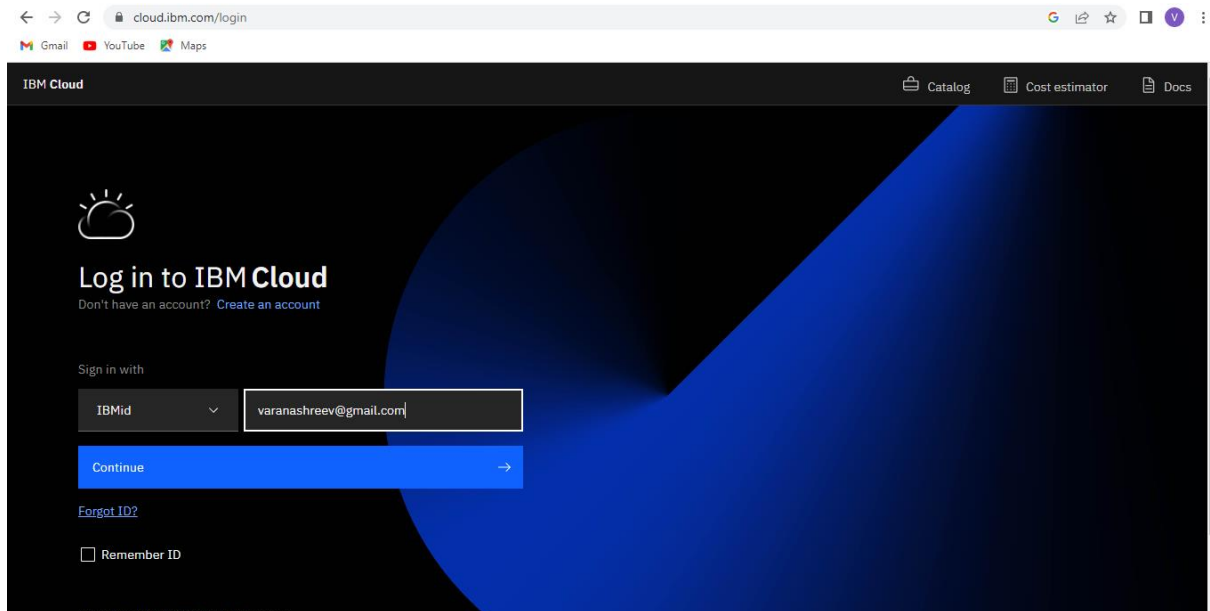 cloud.ibm.com/login
Gmail YouTube Maps
IBM Cloud Catalog Cost estimator Docs
Log in to IBM Cloud
Don't have an account? Create an account
Sign in with
IBMid varanashreev@gmail.com
Continue
Forgot ID?
Remember ID